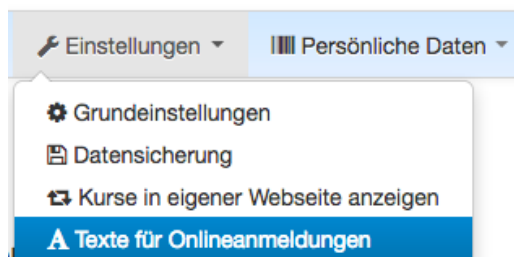 Einstellungen Persönliche Daten
Grundeinstellungen
Datensicherung
Kurse in eigener Webseite anzeigen
Texte für Onlineanmeldungen